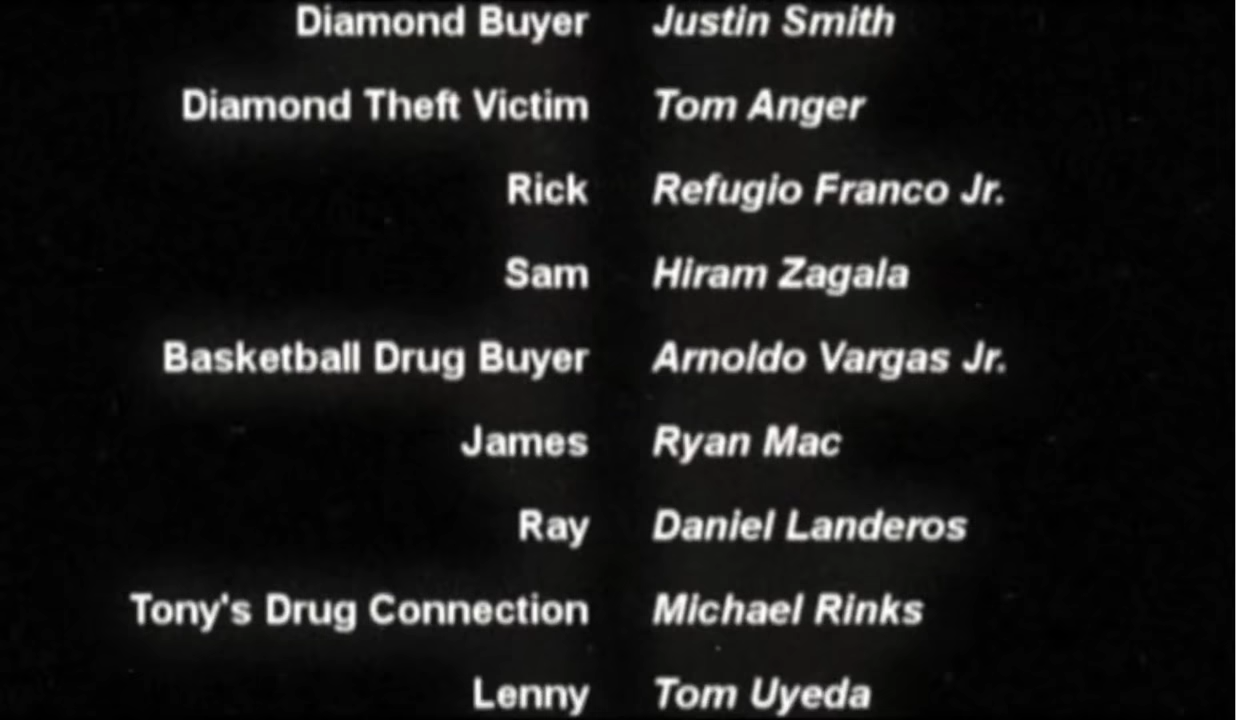 Diamond Buyer Justin Smith
Diamond Theft Victim Tom Anger
Rick Refugio Franco Jr.
Sam Hiram Zagala
Basketball Drug Buyer Arnoldo Vargas Jr.
James Ryan Mac
Ray Daniel Landeros
Tony's Drug Connection Michael Rinks
Lenny Tom Uyeda